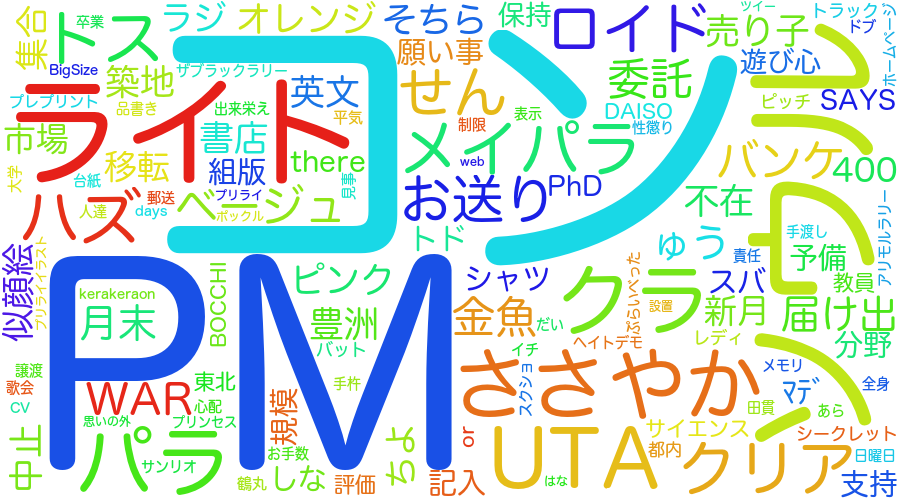 卒業
ラジ
オレンジ
そちら
保持
ロイド
ツイー
トラック
ドブ
ホームページ
集合
トス
BigSize
ザブラックラリー
願い事
売り子
遊び心
プレプリント
築地
品書き
出来栄え
英文
平気
せん
委託
ピッチ
SAYS
ライト
コン
市場
書店
制限
表示
DAISO
性懲り
大学
台紙
移転
組版
there
メイパラ
web
バンケ
400
人達
郵送
プリライ
見事
days
ベージュ
ボックル
お送り
PhD
不在
ハズ
トド
ゅう
手渡し
予備
アリモルラリー
似顔絵
プリライイラスト
kerakeraon
BOCCHI
ピンク
シャツ
クラ
ぷらいべった
スバ
責任
教員
PM
月末
豊洲
バット
金魚
だい
設置
新月
届け出
レディ
分野
譲渡
歌会
CV
WAR
東北
心配
手杵
イチ
スクショ
ヘイトデモ
ささやか
メモリ
ﾏﾃﾞ
全身
思いの外
プリンセス
規模
田貫
あら
中止
パラ
サンリオ
お手数
ちょ
or
UTA
サイエンス
シークレット
都内
クリア
日曜日
鶴丸
しな
評価
記入
はな
支持